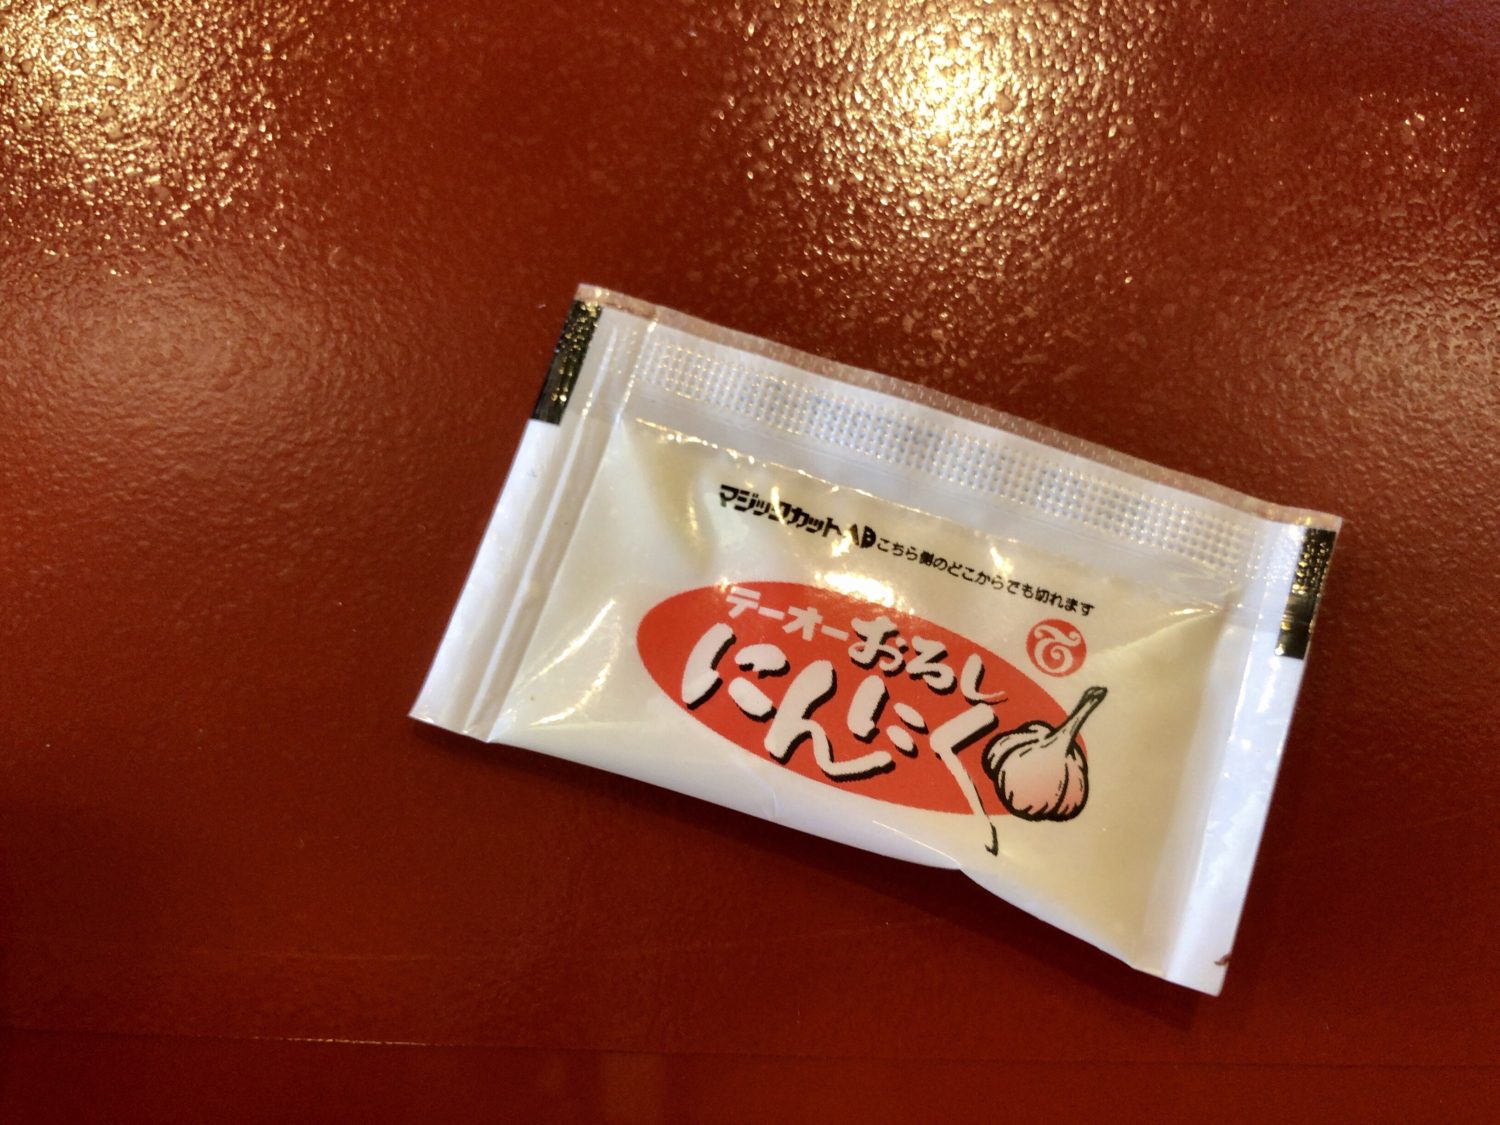 マジックカットAD こちら側のどこからでも切れます
テーオーおろし
にんにく